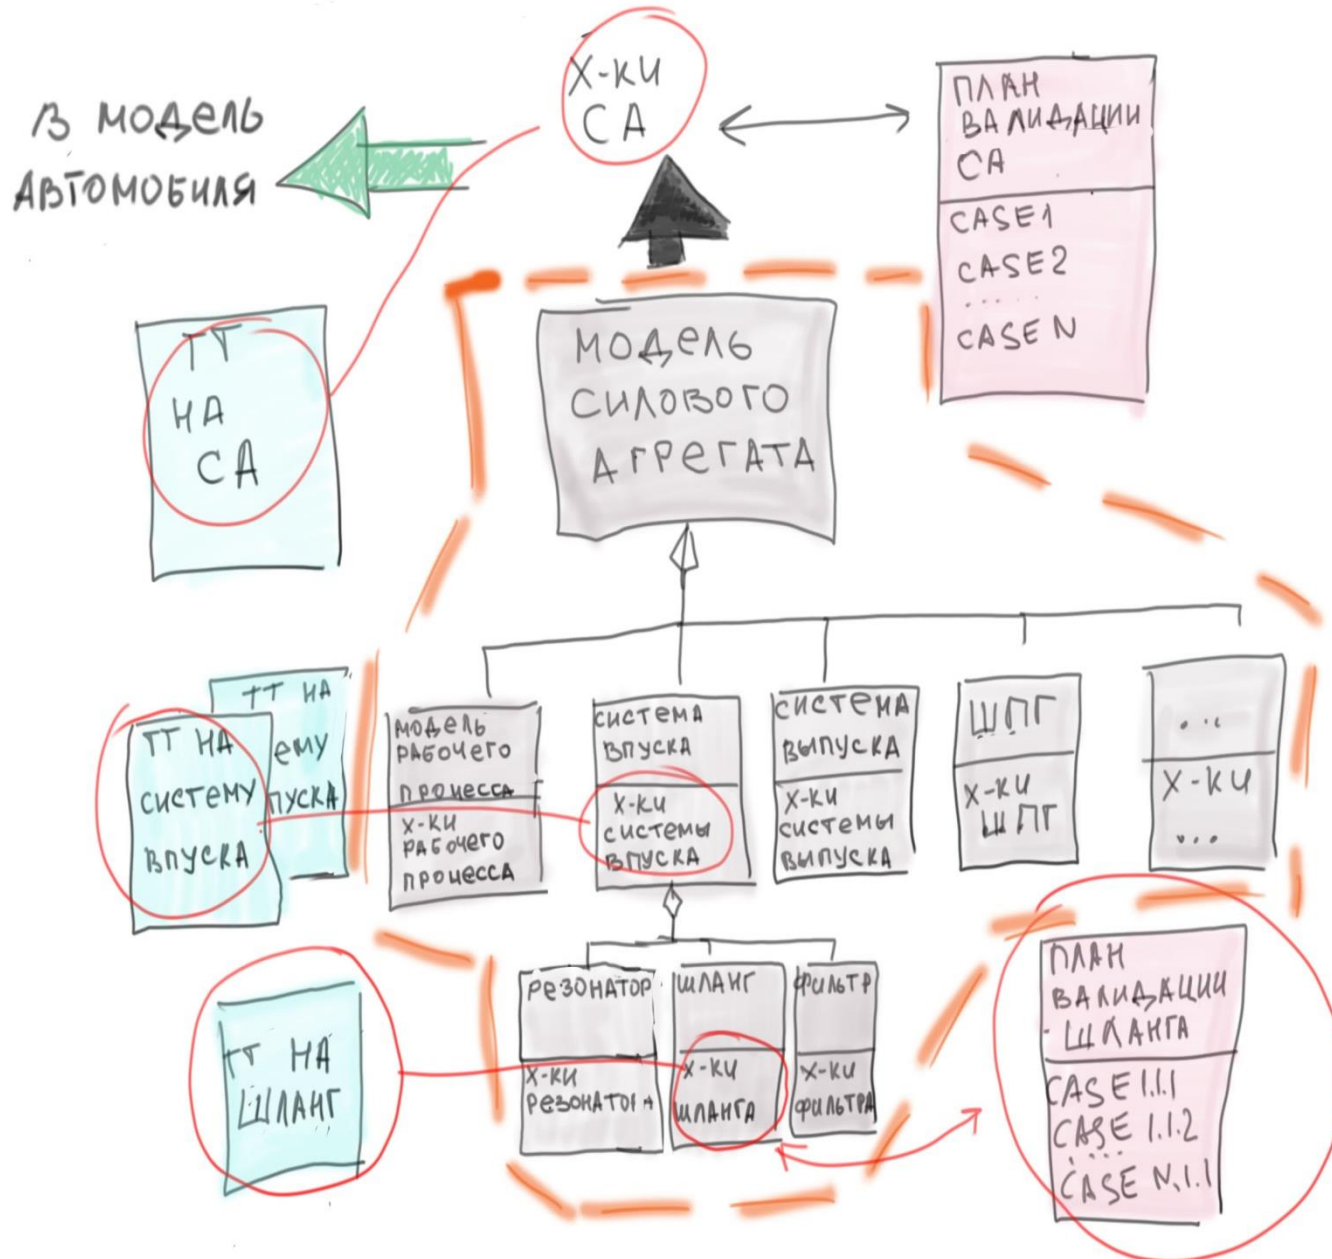 Х-КИ
СА
В МОДЕЛЬ
АВТОМОБИЛЯ
ПЛАН
ВАЛИДАЦИИ
СА
CASE1
CASE2
.....
CASE N
ТТ
НА
СА
МОДЕЛЬ
СИЛОВОГО
АГРЕГАТА
ТТ НА
ЕМУ
ПУСКА
ТТ НА
СИСТЕМУ
ВПУСКА
МОДЕЛЬ
РАБОЧЕГО
ПРОЦЕССА
Х-КИ
РАБОЧЕГО
ПРОЦЕССА
СИСТЕМА
ВПУСКА
Х-КИ
СИСТЕМЫ
ВПУСКА
СИСТЕМА
ВЫПУСКА
Х-КИ
СИСТЕМЫ
ВЫПУСКА
ШПГ
Х-КИ
ШПГ
...
Х-КИ
...
ТТ НА
ШЛАНГ
РЕЗОНАТОР
Х-КИ
РЕЗОНАТОРА
ШЛАНГ
Х-КИ
ШЛАНГА
ФИЛЬТР
Х-КИ
ФИЛЬТРА
ПЛАН
ВАЛИДАЦИИ
ШЛАНГА
CASE 1.1.1
CASE 1.1.2
....
CASE N.1.1